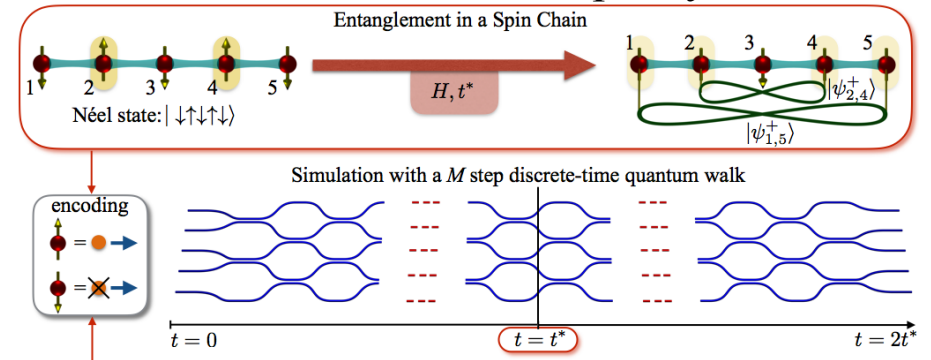 Entanglement in a Spin Chain
1 2 3 4 5
Néel state: | ↓↑↓↑↓⟩
H, t*
1 2 3 4 5
|ψ⁺₂,₄⟩
|ψ⁺₁,₅⟩
Simulation with a M step discrete-time quantum walk
encoding
=
=
t = 0
t = t*
t = 2t*